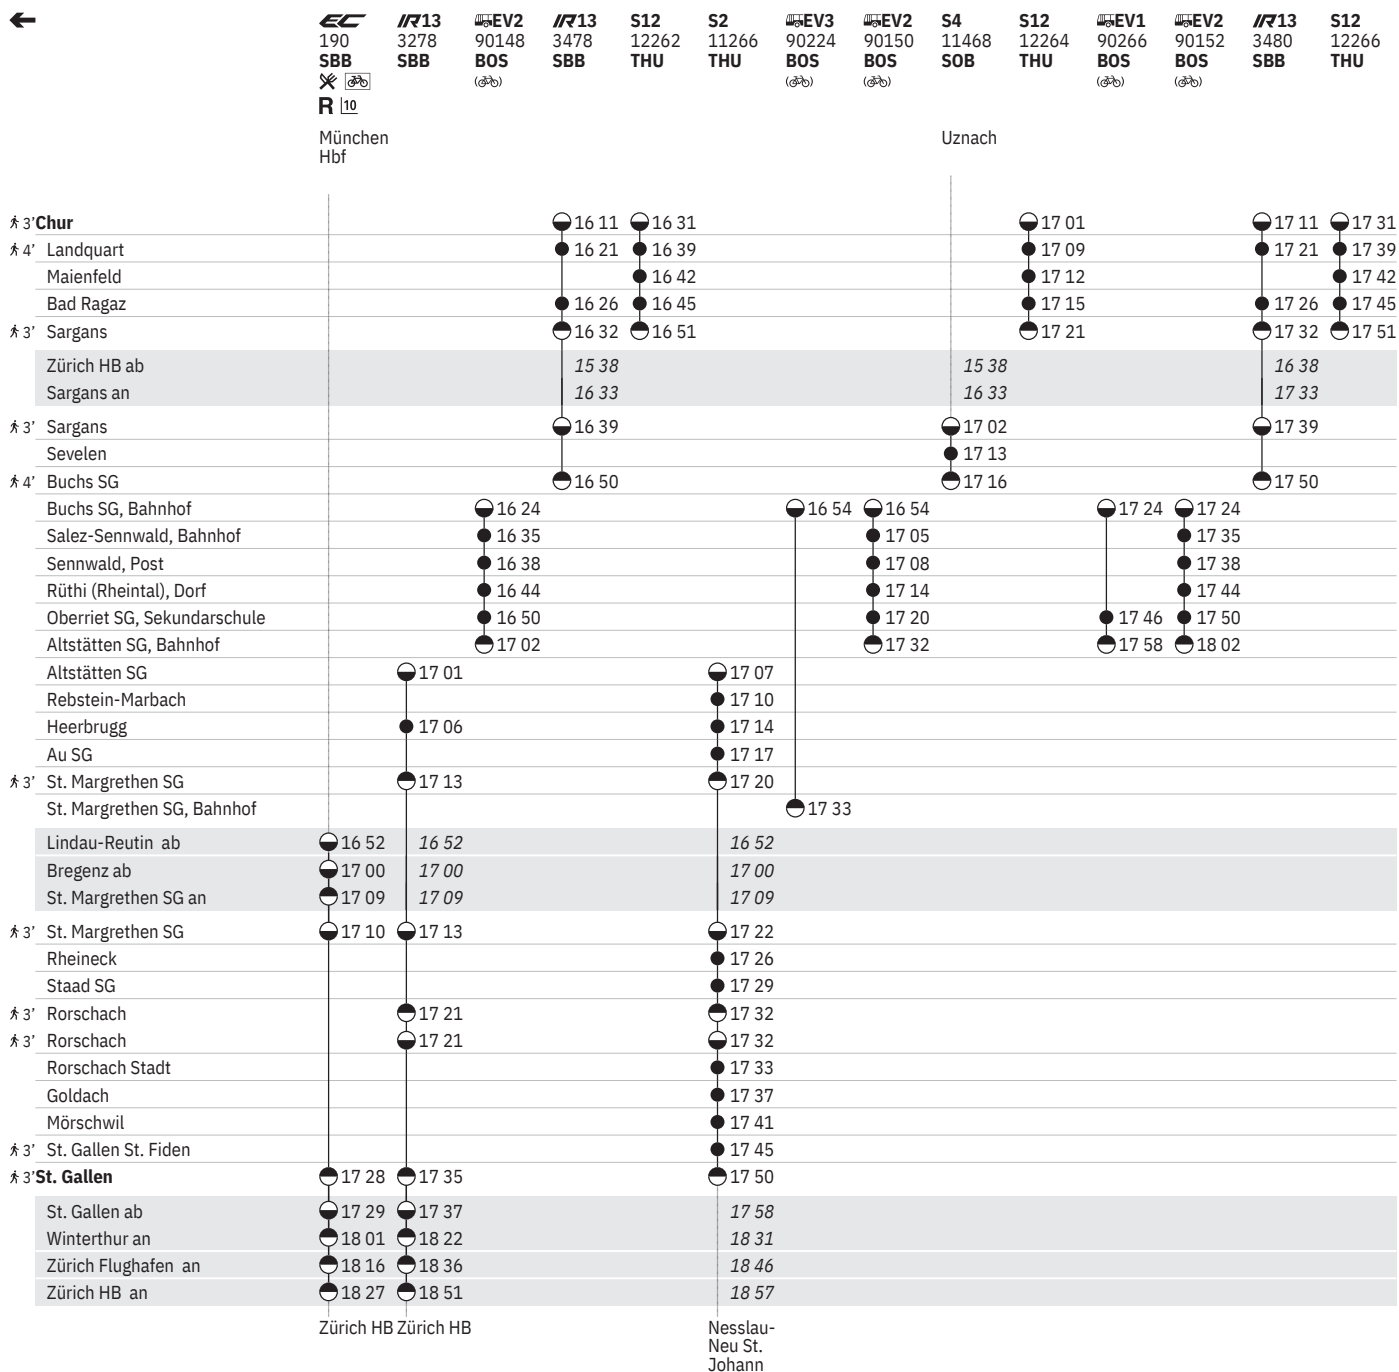 EC IR13 EV2 IR13 S12 S2 EV3 EV2 S4 S12 EV1 EV2 IR13 S12
190 3278 90148 3478 12262 11266 90224 90150 11468 12264 90266 90152 3480 12266
SBB SBB BOS SBB THU THU BOS BOS SOB THU BOS BOS SBB THU
R 10
München Uznach
Hbf
3' Chur 16 11 16 31 17 01 17 11 17 31
4' Landquart 16 21 16 39 17 09 17 21 17 39
Maienfeld 16 42 17 12 17 42
Bad Ragaz 16 26 16 45 17 15 17 26 17 45
3' Sargans 16 32 16 51 17 21 17 32 17 51
Zürich HB ab 15 38 15 38 16 38
Sargans an 16 33 16 33 17 33
3' Sargans 16 39 17 02 17 39
Sevelen 17 13
4' Buchs SG 16 50 17 16 17 50
Buchs SG, Bahnhof 16 24 16 54 16 54 17 24 17 24
Salez-Sennwald, Bahnhof 16 35 17 05 17 35
Sennwald, Post 16 38 17 08 17 38
Rüthi (Rheintal), Dorf 16 44 17 14 17 44
Oberriet SG, Sekundarschule 16 50 17 20 17 46 17 50
Altstätten SG, Bahnhof 17 02 17 32 17 58 18 02
Altstätten SG 17 01 17 07
Rebstein-Marbach 17 10
Heerbrugg 17 06 17 14
Au SG 17 17
3' St. Margrethen SG 17 13 17 20
St. Margrethen SG, Bahnhof 17 33
Lindau-Reutin ab 16 52 16 52 16 52
Bregenz ab 17 00 17 00 17 00
St. Margrethen SG an 17 09 17 09 17 09
3' St. Margrethen SG 17 10 17 13 17 22
Rheineck 17 26
Staad SG 17 29
3' Rorschach 17 21 17 32
3' Rorschach 17 21 17 32
Rorschach Stadt 17 33
Goldach 17 37
Mörschwil 17 41
3' St. Gallen St. Fiden 17 45
3' St. Gallen 17 28 17 35 17 50
St. Gallen ab 17 29 17 37 17 58
Winterthur an 18 01 18 22 18 31
Zürich Flughafen an 18 16 18 36 18 46
Zürich HB an 18 27 18 51 18 57
Zürich HB Zürich HB Nesslau-
Neu St.
Johann